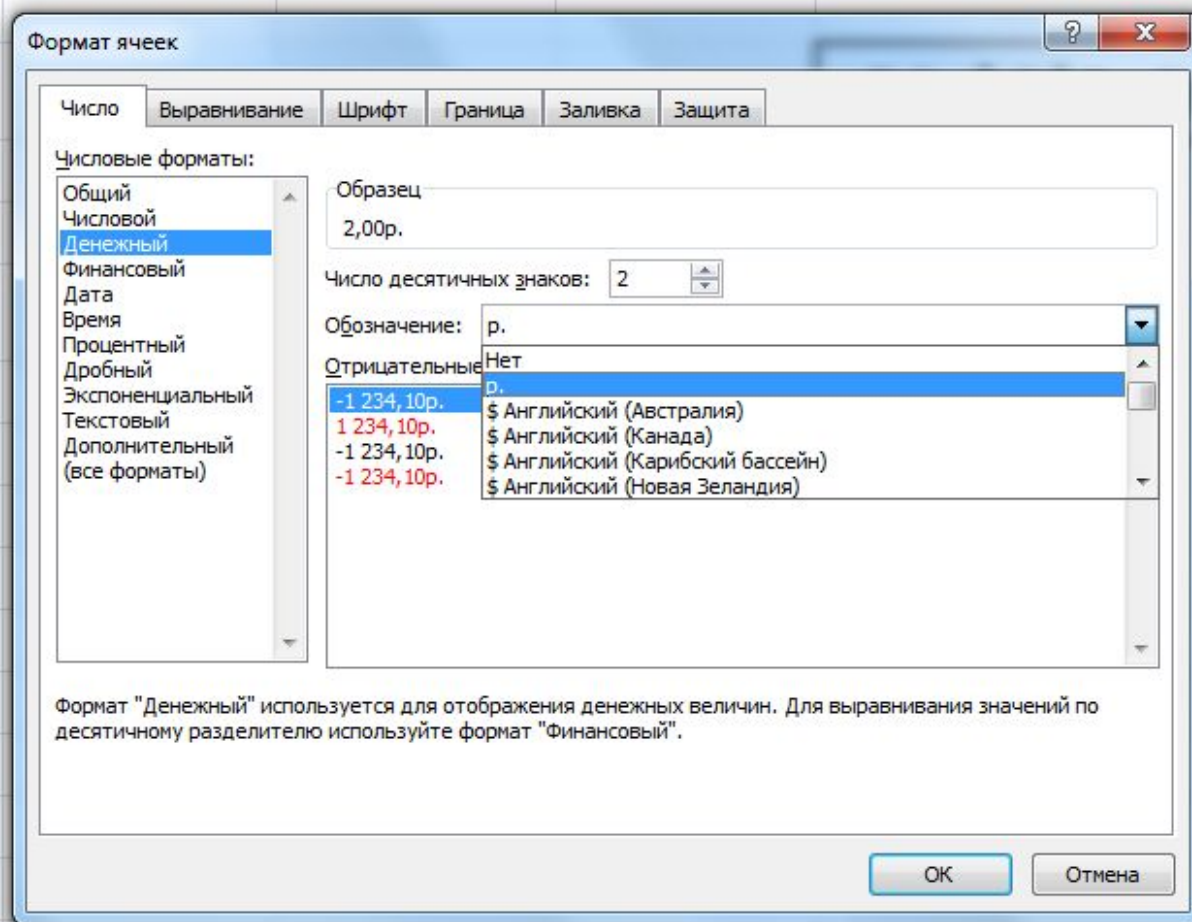 Формат ячеек
Число
Выравнивание
Шрифт
Граница
Заливка
Защита
Числовые форматы:
Общий
Числовой
Денежный
Финансовый
Дата
Время
Процентный
Дробный
Экспоненциальный
Текстовый
Дополнительный
(все форматы)
Образец
2,00р.
Число десятичных знаков: 2
Обозначение: р.
Нет
р.
$ Английский (Австралия)
$ Английский (Канада)
$ Английский (Карибский бассейн)
$ Английский (Новая Зеландия)
Отрицательные
-1 234,10р.
1 234,10р.
-1 234,10р.
-1 234,10р.
Формат "Денежный" используется для отображения денежных величин. Для выравнивания значений по
десятичному разделителю используйте формат "Финансовый".
ОК
Отмена